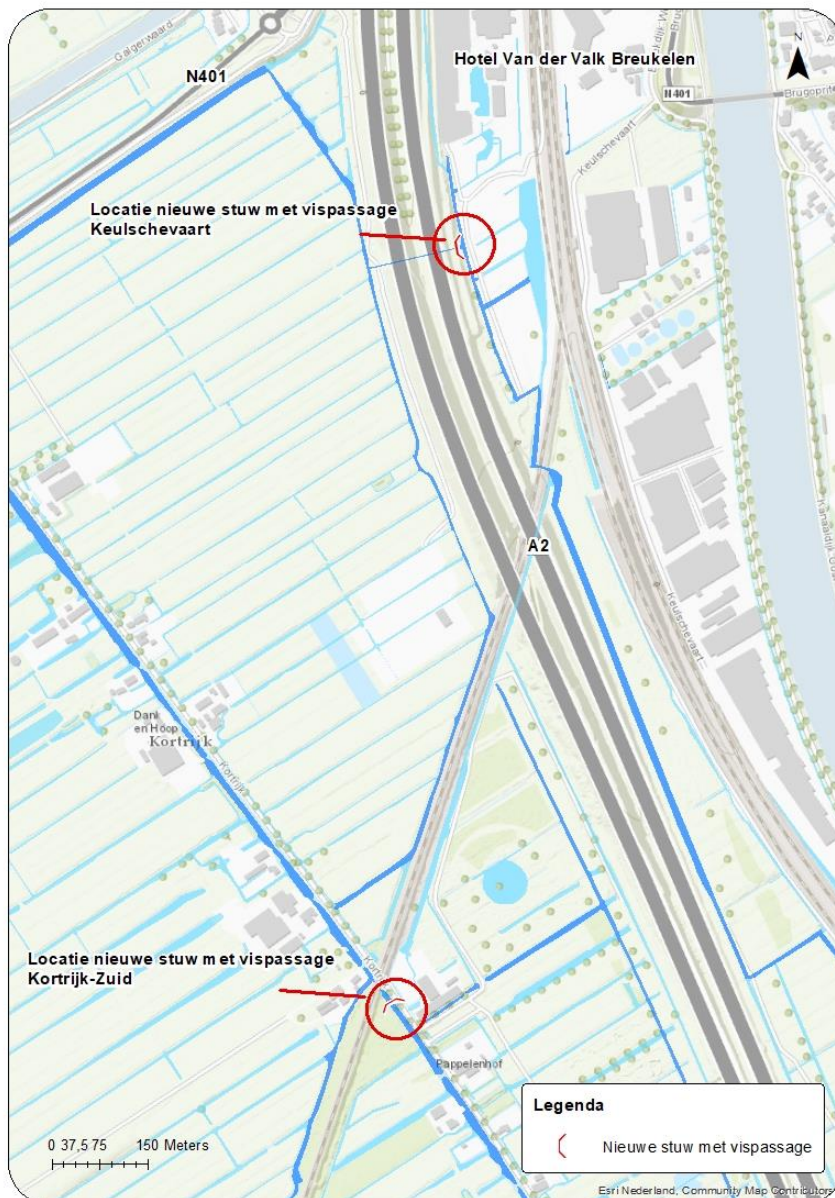 Galgerwaard
N401
Hotel Van der Valk Breukelen
N
N401
Keulschevaart
Locatie nieuwe stuw met vispassage
Keulschevaart
A2
Keulschevaart
Dank
en Hoop
Kortrijk
Kortrijk
Locatie nieuwe stuw met vispassage
Kortrijk-Zuid
Pappelenhof
Legenda
Nieuwe stuw met vispassage
0 37,5 75 150 Meters
Esri Nederland, Community Map Contributors